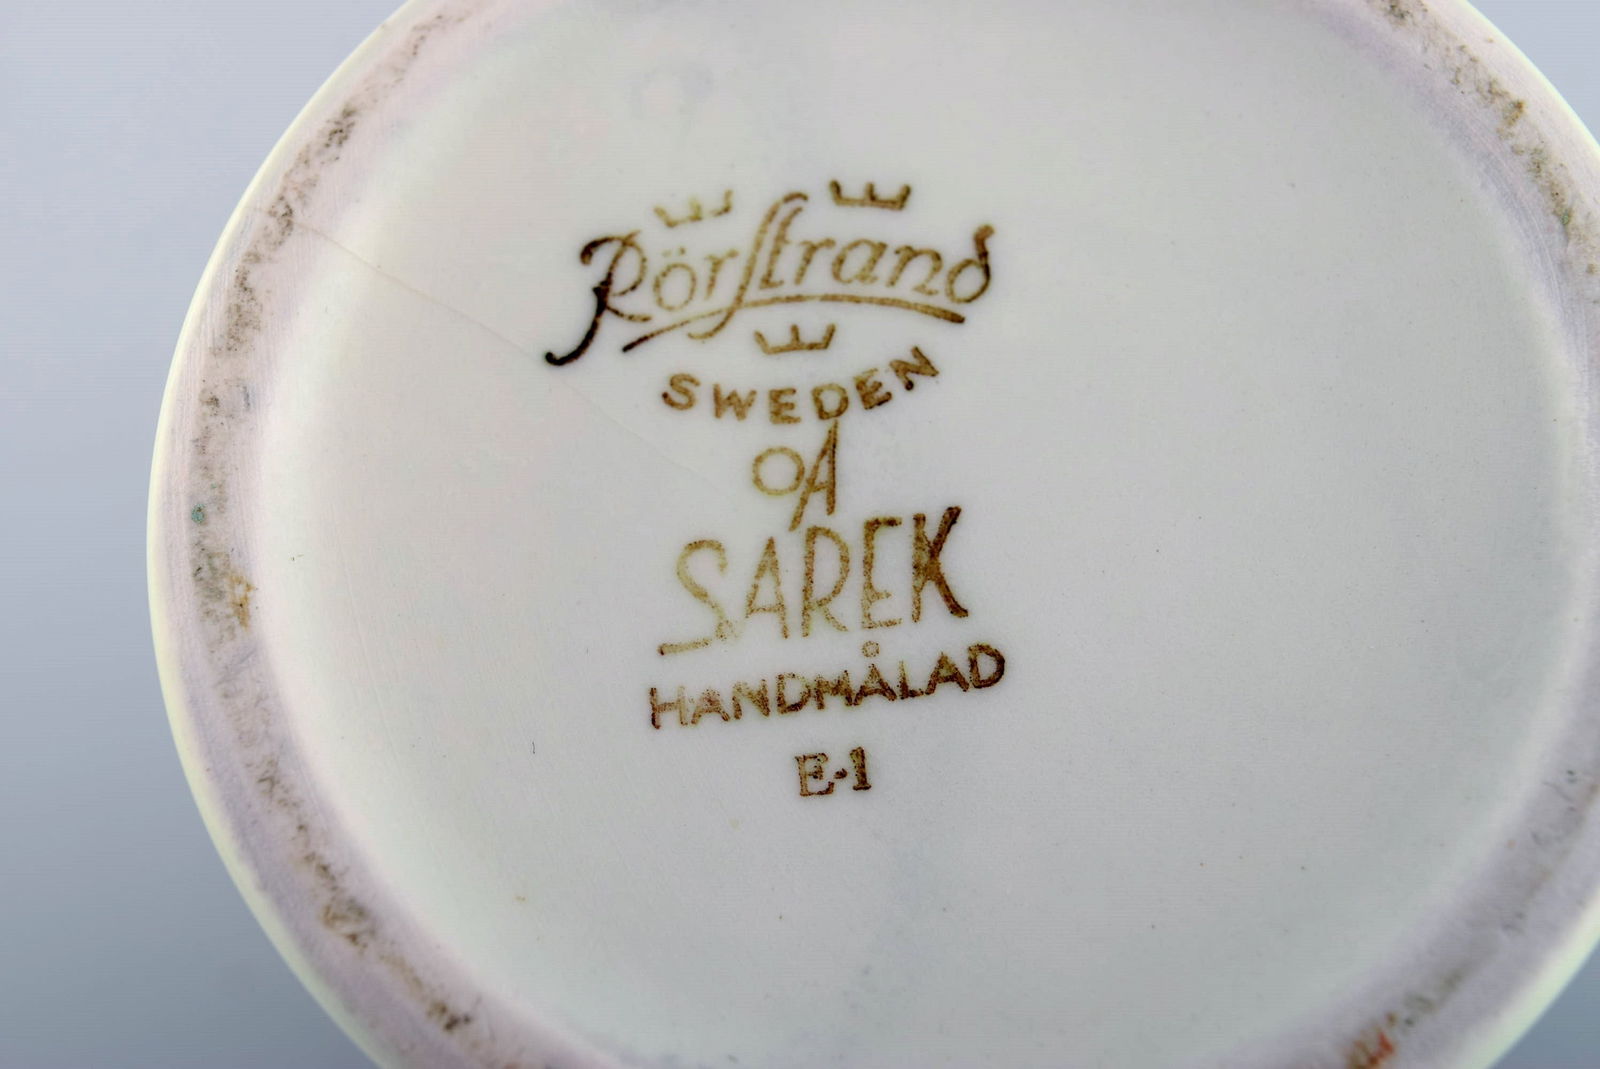 Rörstrand
SWEDEN
OA
SAREK
HANDMÅLAD
E-1